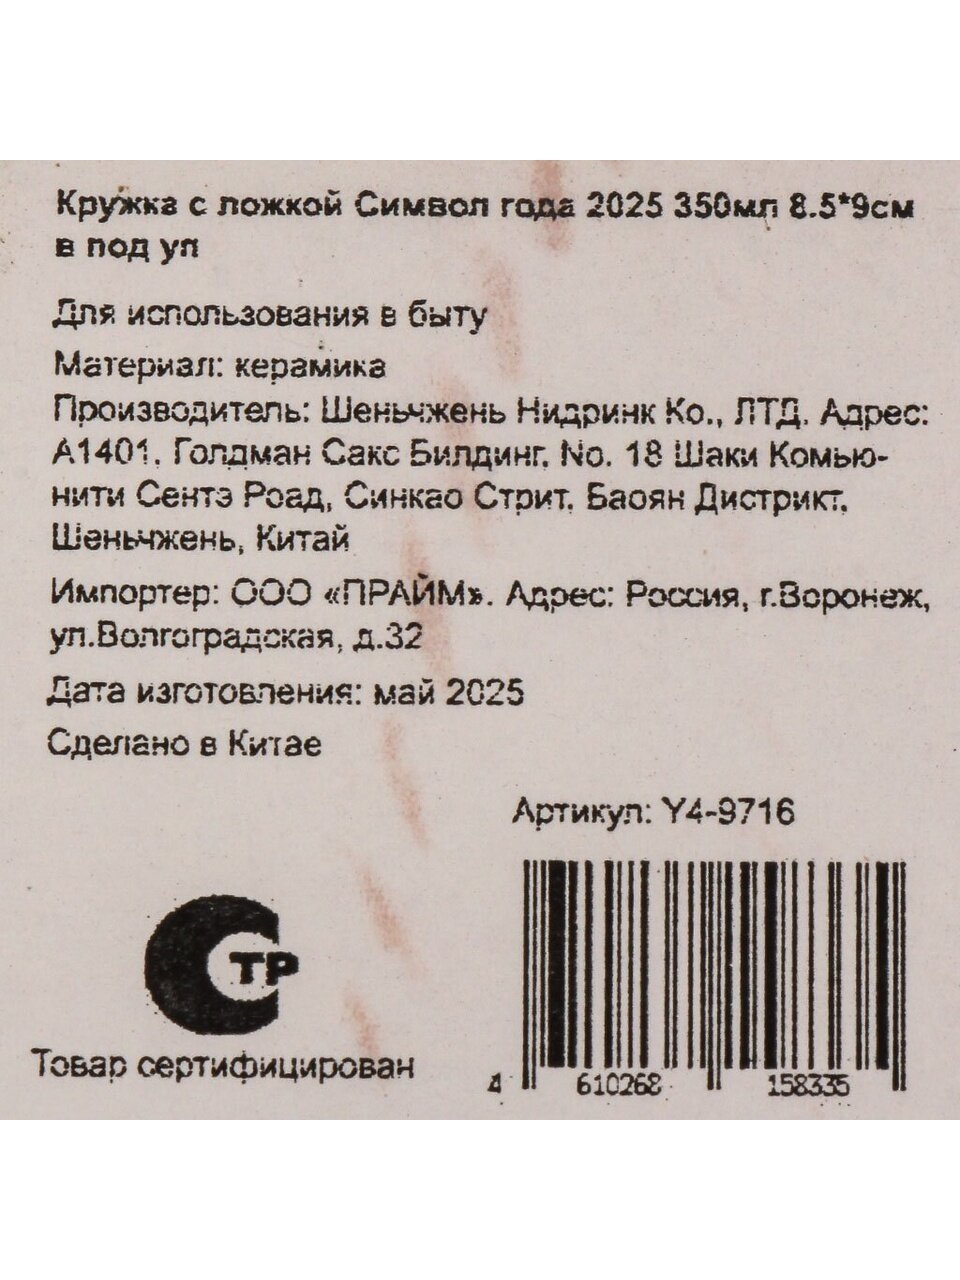 Кружка с ложкой Символ года 2025 350мл 8.5*9см
в под уп
Для использования в быту
Материал: керамика
Производитель: Шеньчжень Нидринк Ко., ЛТД. Адрес:
А1401. Голдман Сакс Билдинг. No. 18 Шаки Комью-
нити Сентэ Роад, Синкао Стрит. Баоян Дистрикт.
Шеньчжень, Китай
Импортер: ООО «ПРАЙМ». Адрес: Россия, г.Воронеж,
ул.Волгоградская, д.32
Дата изготовления: май 2025
Сделано в Китае
Артикул: Y4-9716
ТР
Товар сертифицирован
4 610268 158335